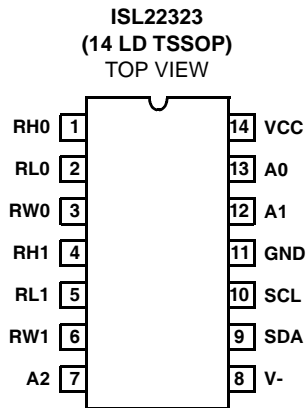 ISL22323
(14 LD TSSOP)
TOP VIEW
RH0 1 14 VCC
RL0 2 13 A0
RW0 3 12 A1
RH1 4 11 GND
RL1 5 10 SCL
RW1 6 9 SDA
A2 7 8 V-